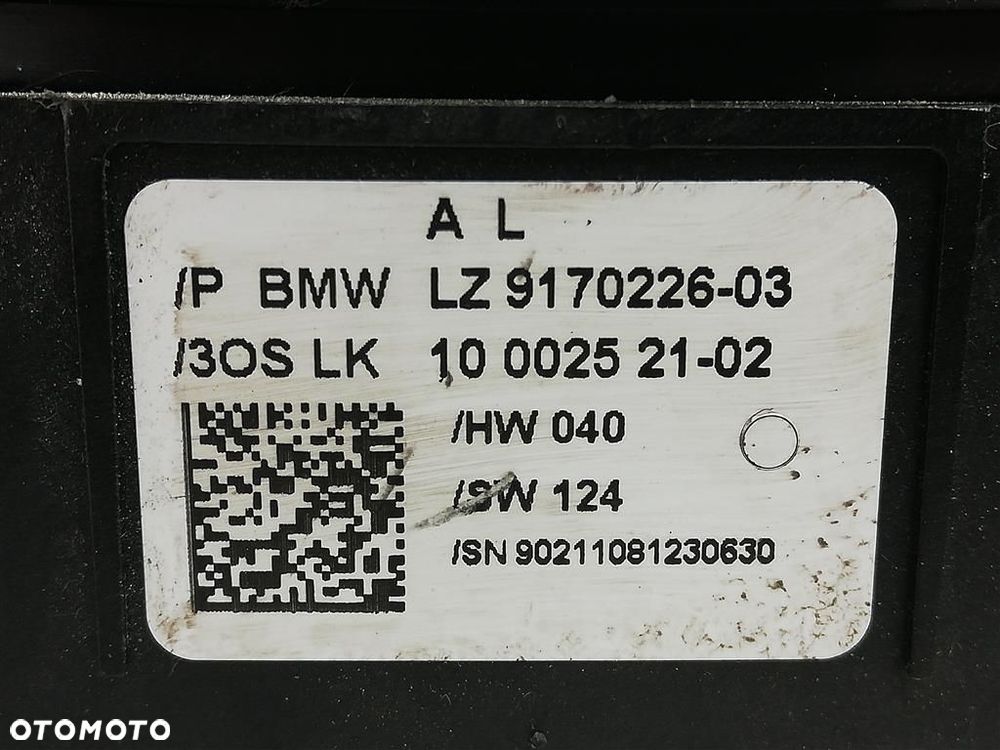 A L
/P BMW LZ 9170226-03
/3OS LK 10 0025 21-02
/HW 040
/SW 124
/SN 90211081230630
OTOMOTO